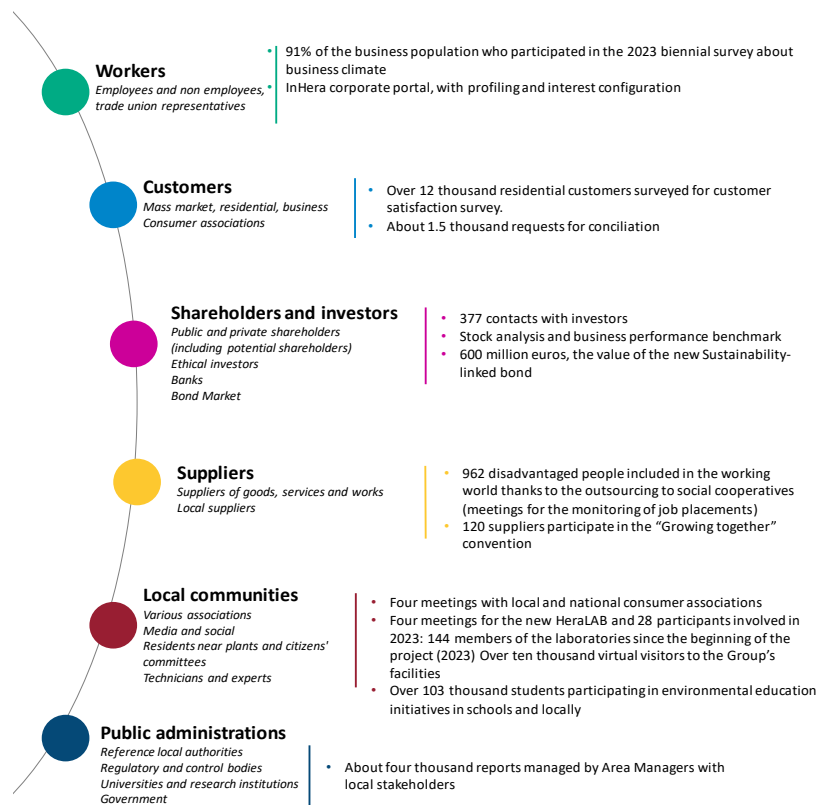 Workers
Employees and non employees,
trade union representatives
• 91% of the business population who participated in the 2023 biennial survey about
business climate
• InHera corporate portal, with profiling and interest configuration
Customers
Mass market, residential, business
Consumer associations
• Over 12 thousand residential customers surveyed for customer
satisfaction survey.
• About 1.5 thousand requests for conciliation
Shareholders and investors
Public and private shareholders
(including potential shareholders)
Ethical investors
Banks
Bond Market
• 377 contacts with investors
• Stock analysis and business performance benchmark
• 600 million euros, the value of the new Sustainability-
linked bond
Suppliers
Suppliers of goods, services and works
Local suppliers
• 962 disadvantaged people included in the working
world thanks to the outsourcing to social cooperatives
(meetings for the monitoring of job placements)
• 120 suppliers participate in the “Growing together”
convention
Local communities
Various associations
Media and social
Residents near plants and citizens'
committees
Technicians and experts
• Four meetings with local and national consumer associations
• Four meetings for the new HeraLAB and 28 participants involved in
2023: 144 members of the laboratories since the beginning of the
project (2023) Over ten thousand virtual visitors to the Group’s
facilities
• Over 103 thousand students participating in environmental education
initiatives in schools and locally
Public administrations
Reference local authorities
Regulatory and control bodies
Universities and research institutions
Government
• About four thousand reports managed by Area Managers with
local stakeholders